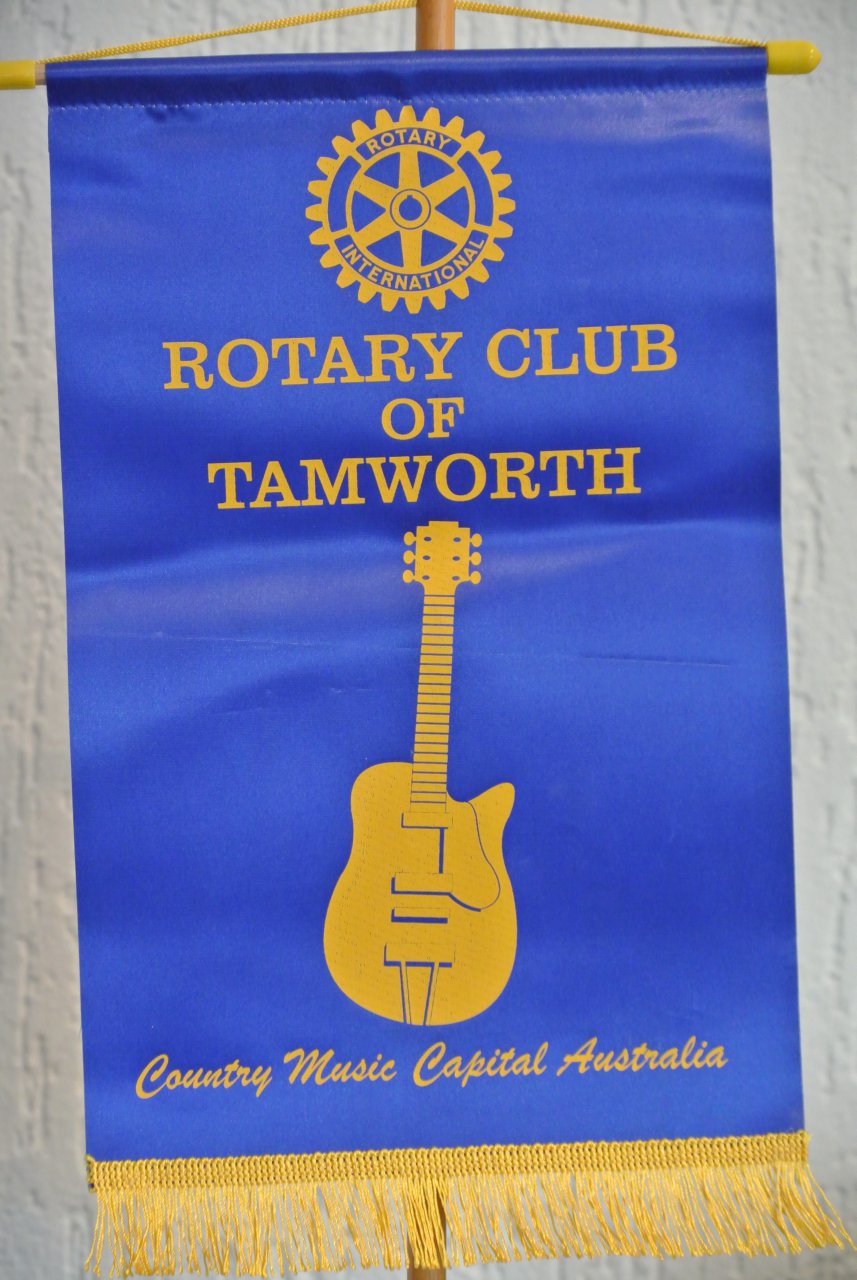 ROTARY
INTERNATIONAL
ROTARY CLUB
OF
TAMWORTH
Country Music Capital Australia